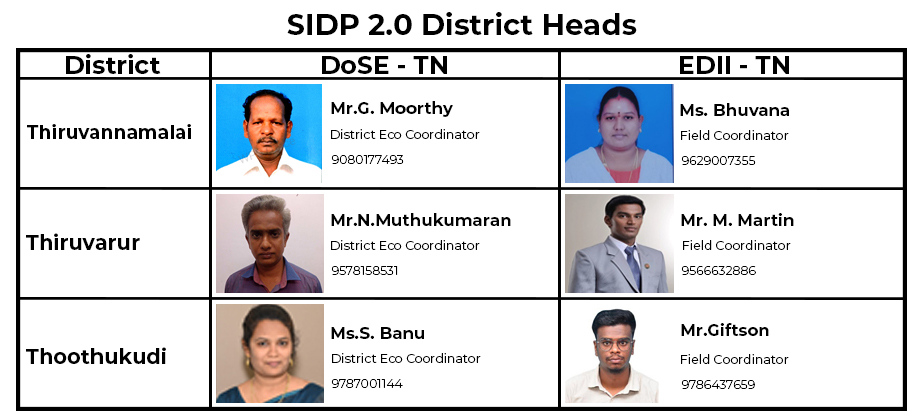 SIDP 2.0 District Heads
District DoSE - TN EDII - TN
Thiruvannamalai
Mr.G. Moorthy
District Eco Coordinator
9080177493
Ms. Bhuvana
Field Coordinator
9629007355
Thiruvarur
Mr.N.Muthukumaran
District Eco Coordinator
9578158531
Mr. M. Martin
Field Coordinator
9566632886
Thoothukudi
Ms.S. Banu
District Eco Coordinator
9787001144
Mr.Giftson
Field Coordinator
9786437659